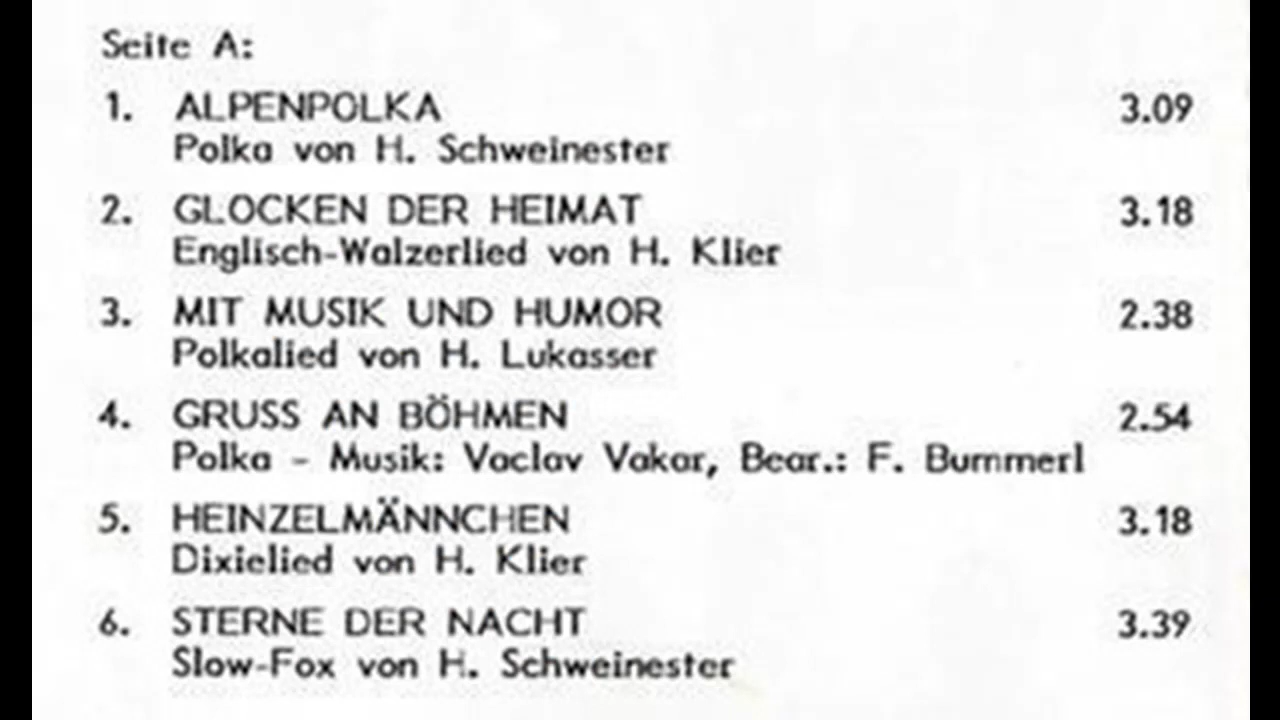 Seite A:
1. ALPENPOLKA 3.09
Polka von H. Schweinester
2. GLOCKEN DER HEIMAT 3.18
Englisch-Walzerlied von H. Klier
3. MIT MUSIK UND HUMOR 2.38
Polkalied von H. Lukasser
4. GRUSS AN BÖHMEN 2.54
Polka - Musik: Vaclav Vakar, Bear.: F. Bummerl
5. HEINZELMÄNNCHEN 3.18
Dixielied von H. Klier
6. STERNE DER NACHT 3.39
Slow-Fox von H. Schweinester